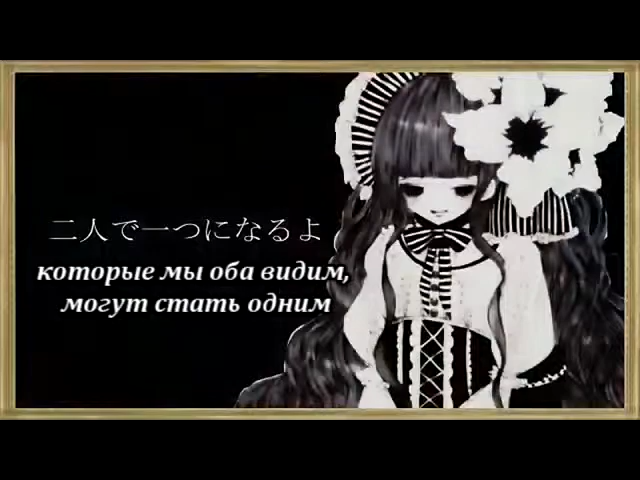 二人で一つになるよ
которые мы оба видим,
могут стать одним